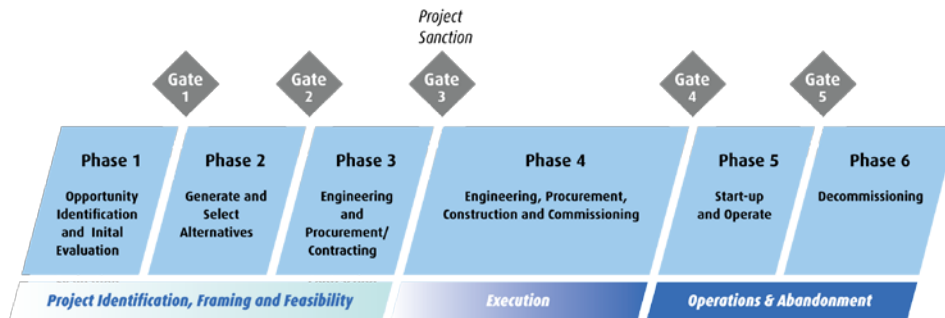 Project
Sanction
Gate
1
Gate
2
Gate
3
Gate
4
Gate
5
Phase 1
Opportunity
Identification
and Inital
Evaluation
Phase 2
Generate and
Select
Alternatives
Phase 3
Engineering
and
Procurement/
Contracting
Phase 4
Engineering, Procurement,
Construction and Commissioning
Phase 5
Start-up
and Operate
Phase 6
Decommissioning
Project Identification, Framing and Feasibility
Execution
Operations & Abandonment